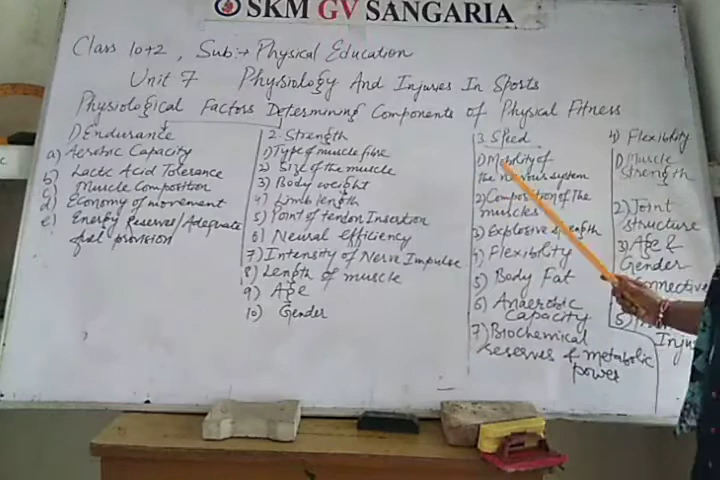 SKM GV SANGARIA
Class 10+2, Sub:→ Physical Education
Unit 7 Physiology And Injuries In Sports
Physiological Factors Determining Components of Physical Fitness
1) Endurance
a) Aerobic Capacity
b) Lactic Acid Tolerance
c) Muscle Composition
d) Economy of movement
e) Energy Reserves/Adequate
fuel provision
2. Strength
1) Type of muscle fibre
2) Size of the muscle
3) Body weight
4) Limb length
5) Point of tendon Insertion
6) Neural efficiency
7) Intensity of Nerve Impulse
8) Length of muscle
9) Age
10) Gender
3. Speed
1) Mobility of
the nervous system
2) Composition of the
muscles
3) Explosive strength
4) Flexibility
5) Body Fat
6) Anaerobic
Capacity
7) Biochemical
reserves & metabolic
power
4) Flexibility
1) Muscle
Strength
2) Joint
structure
3) Age &
Gender
Connective
5)
Injury